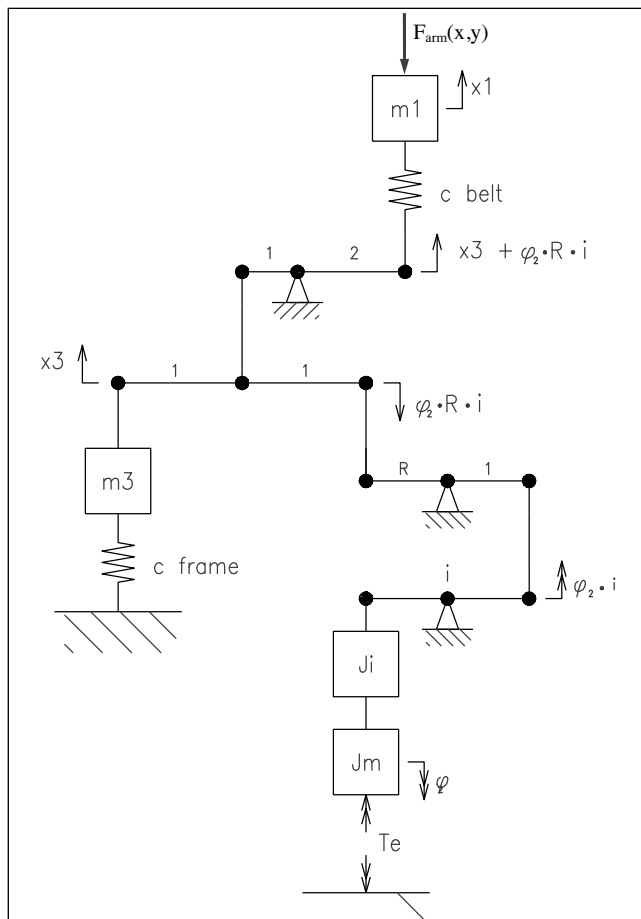 F_arm(x,y)
x1
m1
c belt
1 2
x3 + φ₂·R·i
x3
1 1
φ₂·R·i
m3
R 1
c frame
i
φ₂·i
Ji
Jm
φ₂
Te